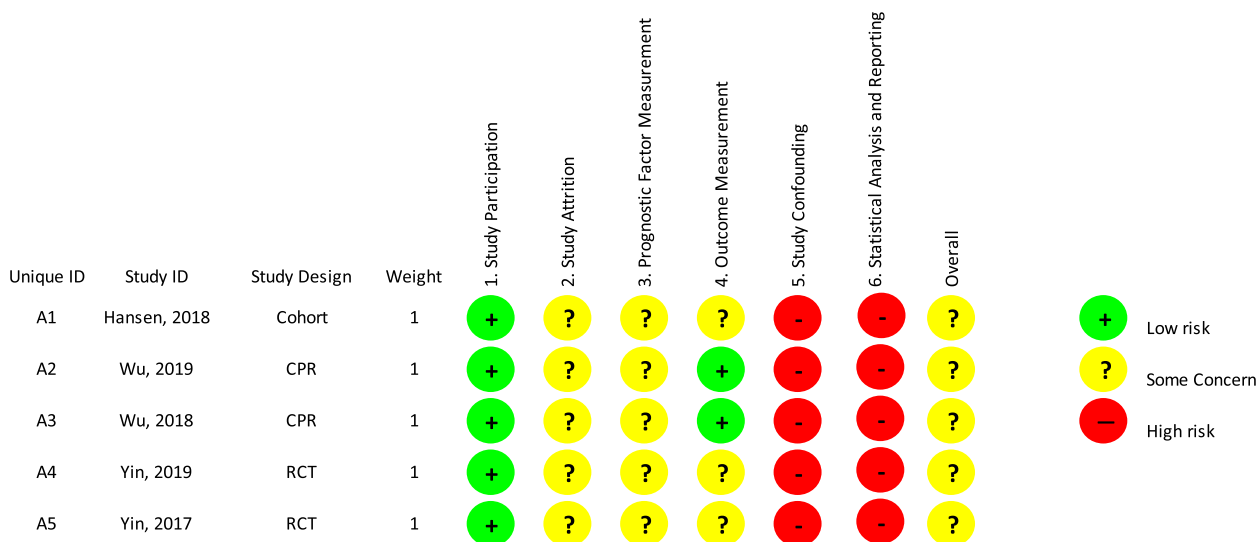 Unique ID Study ID Study Design Weight 1. Study Participation 2. Study Attrition 3. Prognostic Factor Measurement 4. Outcome Measurement 5. Study Confounding 6. Statistical Analysis and Reporting Overall
A1 Hansen, 2018 Cohort 1 + ? ? ? - - ?
A2 Wu, 2019 CPR 1 + ? ? + - - ?
A3 Wu, 2018 CPR 1 + ? ? + - - ?
A4 Yin, 2019 RCT 1 + ? ? ? - - ?
A5 Yin, 2017 RCT 1 + ? ? ? - - ?
+ Low risk
? Some Concern
— High risk